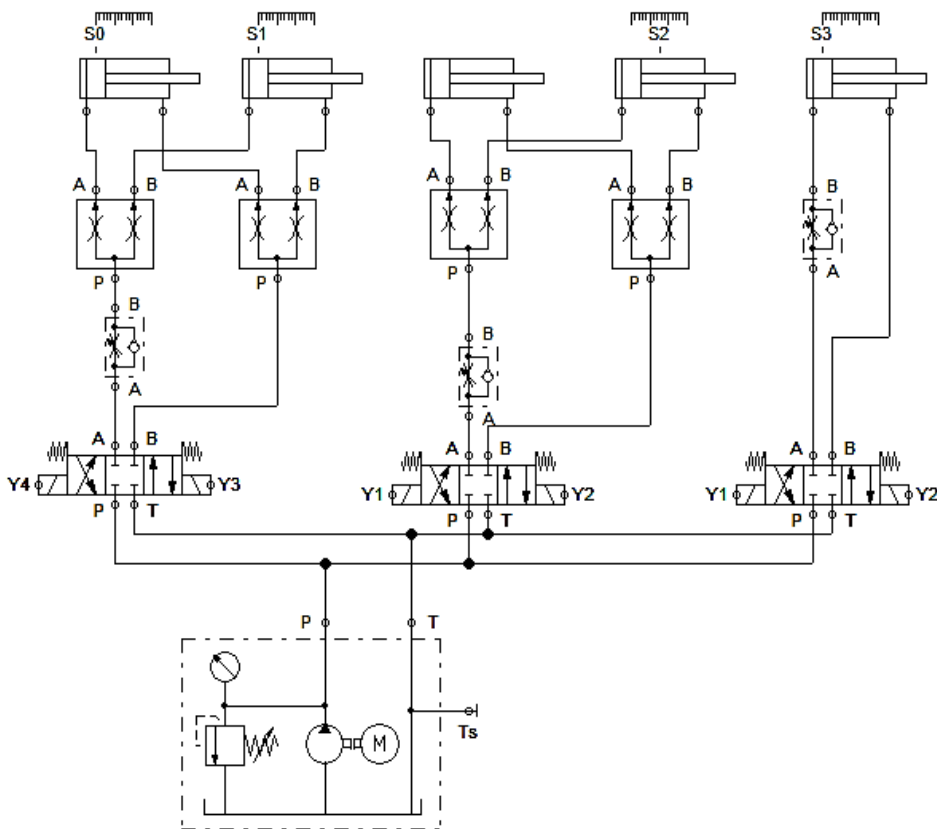 S0 S1 S2 S3
A B A B A B A B B
P P P P A
B B
A A
A B A B A B
Y4 Y3 Y1 Y2 Y1 Y2
P T P T P T
P T
Ts
M